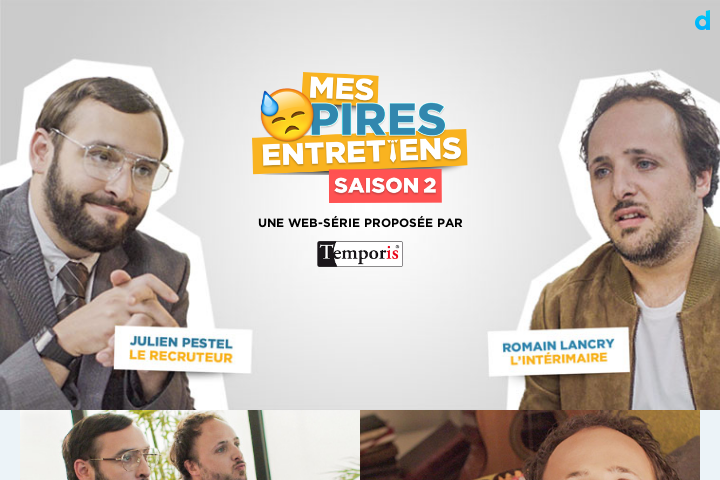 d
MES
PIRES
ENTRETIENS
SAISON 2
UNE WEB-SÉRIE PROPOSÉE PAR
Temporis®
JULIEN PESTEL
LE RECRUTEUR
ROMAIN LANCRY
L'INTÉRIMAIRE